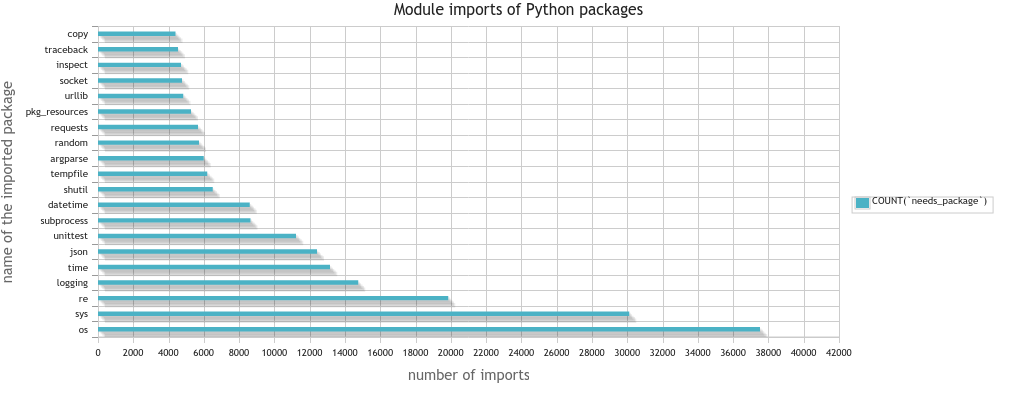 Module imports of Python packages
name of the imported package
copy
traceback
inspect
socket
urllib
pkg_resources
requests
random
argparse
tempfile
shutil
datetime
subprocess
unittest
json
time
logging
re
sys
os
0 2000 4000 6000 8000 10000 12000 14000 16000 18000 20000 22000 24000 26000 28000 30000 32000 34000 36000 38000 40000 42000
number of imports
COUNT(`needs_package`)